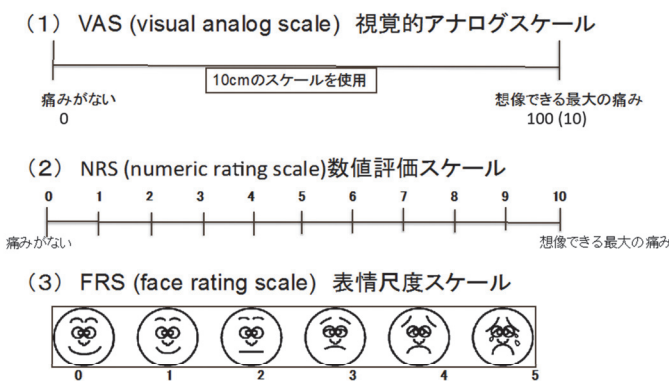 （１） VAS (visual analog scale) 視覚的アナログスケール
10cmのスケールを使用
痛みがない 想像できる最大の痛み
0 100 (10)
（２） NRS (numeric rating scale)数値評価スケール
0 1 2 3 4 5 6 7 8 9 10
痛みがない 想像できる最大の痛み
（３） FRS (face rating scale) 表情尺度スケール
0 1 2 3 4 5